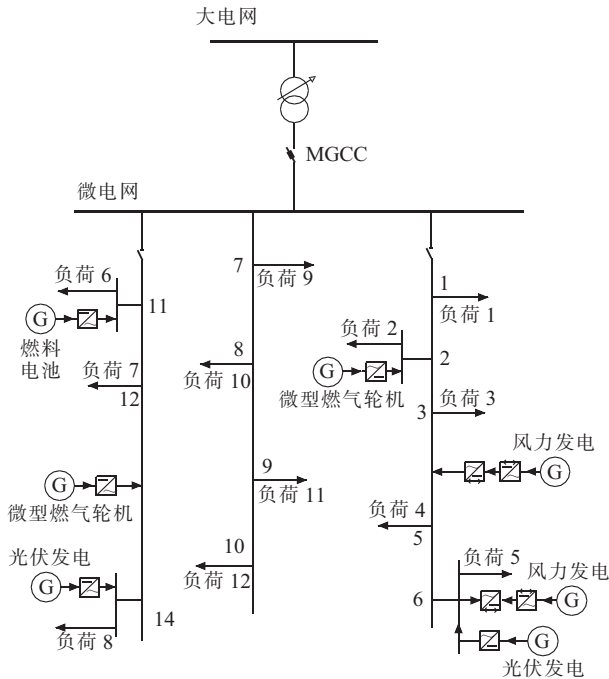 大电网
MGCC
微电网
负荷 6
G
11
燃料
电池
负荷 7
12
G
微型燃气轮机
光伏发电
G
14
负荷 8
7
负荷 9
8
负荷 10
9
负荷 11
10
负荷 12
1
负荷 1
负荷 2
G
2
微型燃气轮机
3
负荷 3
风力发电
G
负荷 4
5
负荷 5
风力发电
6
G
G
光伏发电